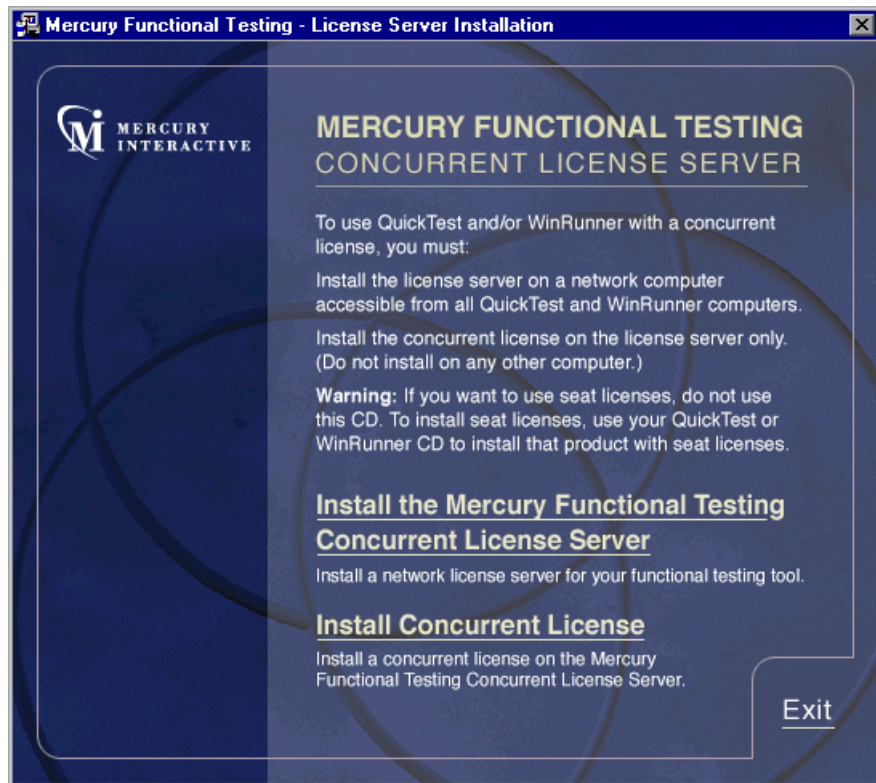 Mercury Functional Testing - License Server Installation
MERCURY
INTERACTIVE
MERCURY FUNCTIONAL TESTING
CONCURRENT LICENSE SERVER
To use QuickTest and/or WinRunner with a concurrent
license, you must:
Install the license server on a network computer
accessible from all QuickTest and WinRunner computers.
Install the concurrent license on the license server only.
(Do not install on any other computer.)
Warning: If you want to use seat licenses, do not use
this CD. To install seat licenses, use your QuickTest or
WinRunner CD to install that product with seat licenses.
Install the Mercury Functional Testing
Concurrent License Server
Install a network license server for your functional testing tool.
Install Concurrent License
Install a concurrent license on the Mercury
Functional Testing Concurrent License Server.
Exit